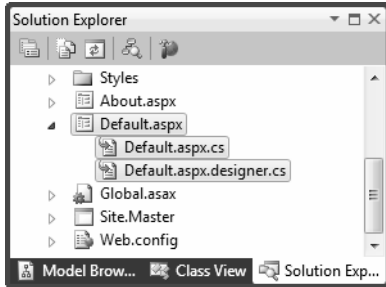 Solution Explorer
Styles
About.aspx
Default.aspx
Default.aspx.cs
Default.aspx.designer.cs
Global.asax
Site.Master
Web.config
Model Brow... Class View Solution Exp...